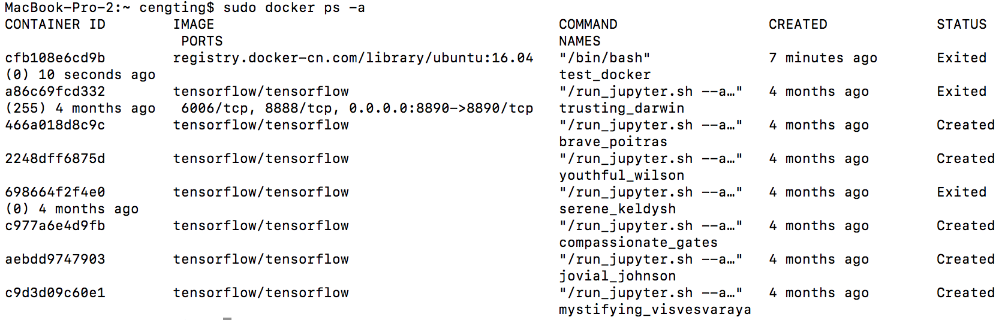 MacBook-Pro-2:~ cengting$ sudo docker ps -a
CONTAINER ID        IMAGE                                         COMMAND                  CREATED             STATUS
                     PORTS                                        NAMES
cfb108e6cd9b        registry.docker-cn.com/library/ubuntu:16.04   "/bin/bash"              7 minutes ago       Exited
(0) 10 seconds ago                                                test_docker
a86c69fcd332        tensorflow/tensorflow                         "/run_jupyter.sh --a…"   4 months ago        Exited
(255) 4 months ago   6006/tcp, 8888/tcp, 0.0.0.0:8890->8890/tcp   trusting_darwin
466a018d8c9c        tensorflow/tensorflow                         "/run_jupyter.sh --a…"   4 months ago        Created
                                                                  brave_poitras
2248dff6875d        tensorflow/tensorflow                         "/run_jupyter.sh --a…"   4 months ago        Created
                                                                  youthful_wilson
698664f2f4e0        tensorflow/tensorflow                         "/run_jupyter.sh --a…"   4 months ago        Exited
(0) 4 months ago                                                  serene_keldysh
c977a6e4d9fb        tensorflow/tensorflow                         "/run_jupyter.sh --a…"   4 months ago        Created
                                                                  compassionate_gates
aebdd9747903        tensorflow/tensorflow                         "/run_jupyter.sh --a…"   4 months ago        Created
                                                                  jovial_johnson
c9d3d09c60e1        tensorflow/tensorflow                         "/run_jupyter.sh --a…"   4 months ago        Created
                                                                  mystifying_visvesvaraya